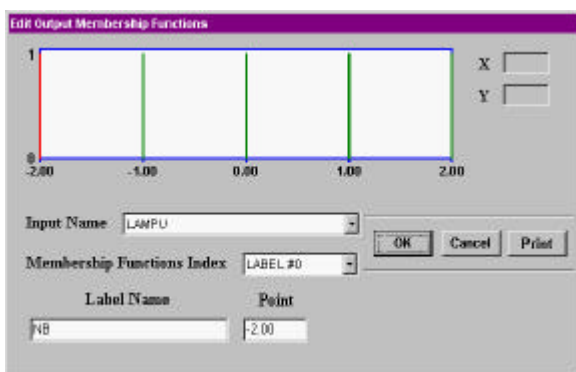 Edit Output Membership Functions
1
X
Y
0
-2.00 -1.00 0.00 1.00 2.00
Input Name LAMPU
OK Cancel Print
Membership Functions Index LABEL #0
Label Name Point
NB -2.00